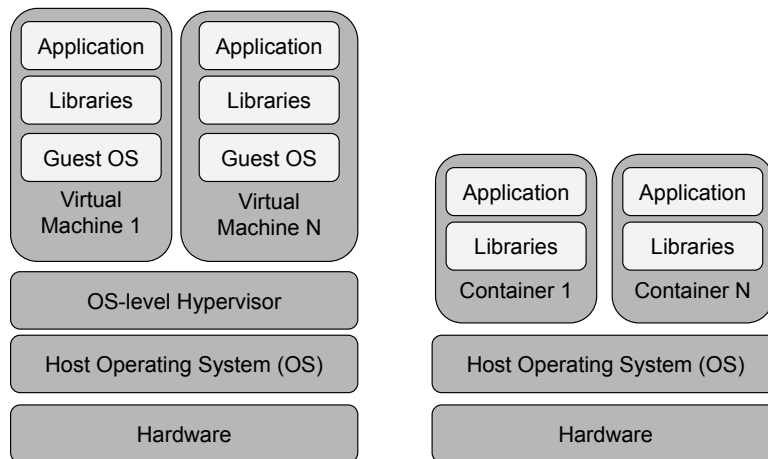 Application
Libraries
Guest OS
Virtual
Machine 1
Application
Libraries
Guest OS
Virtual
Machine N
OS-level Hypervisor
Host Operating System (OS)
Hardware
Application
Libraries
Container 1
Application
Libraries
Container N
Host Operating System (OS)
Hardware